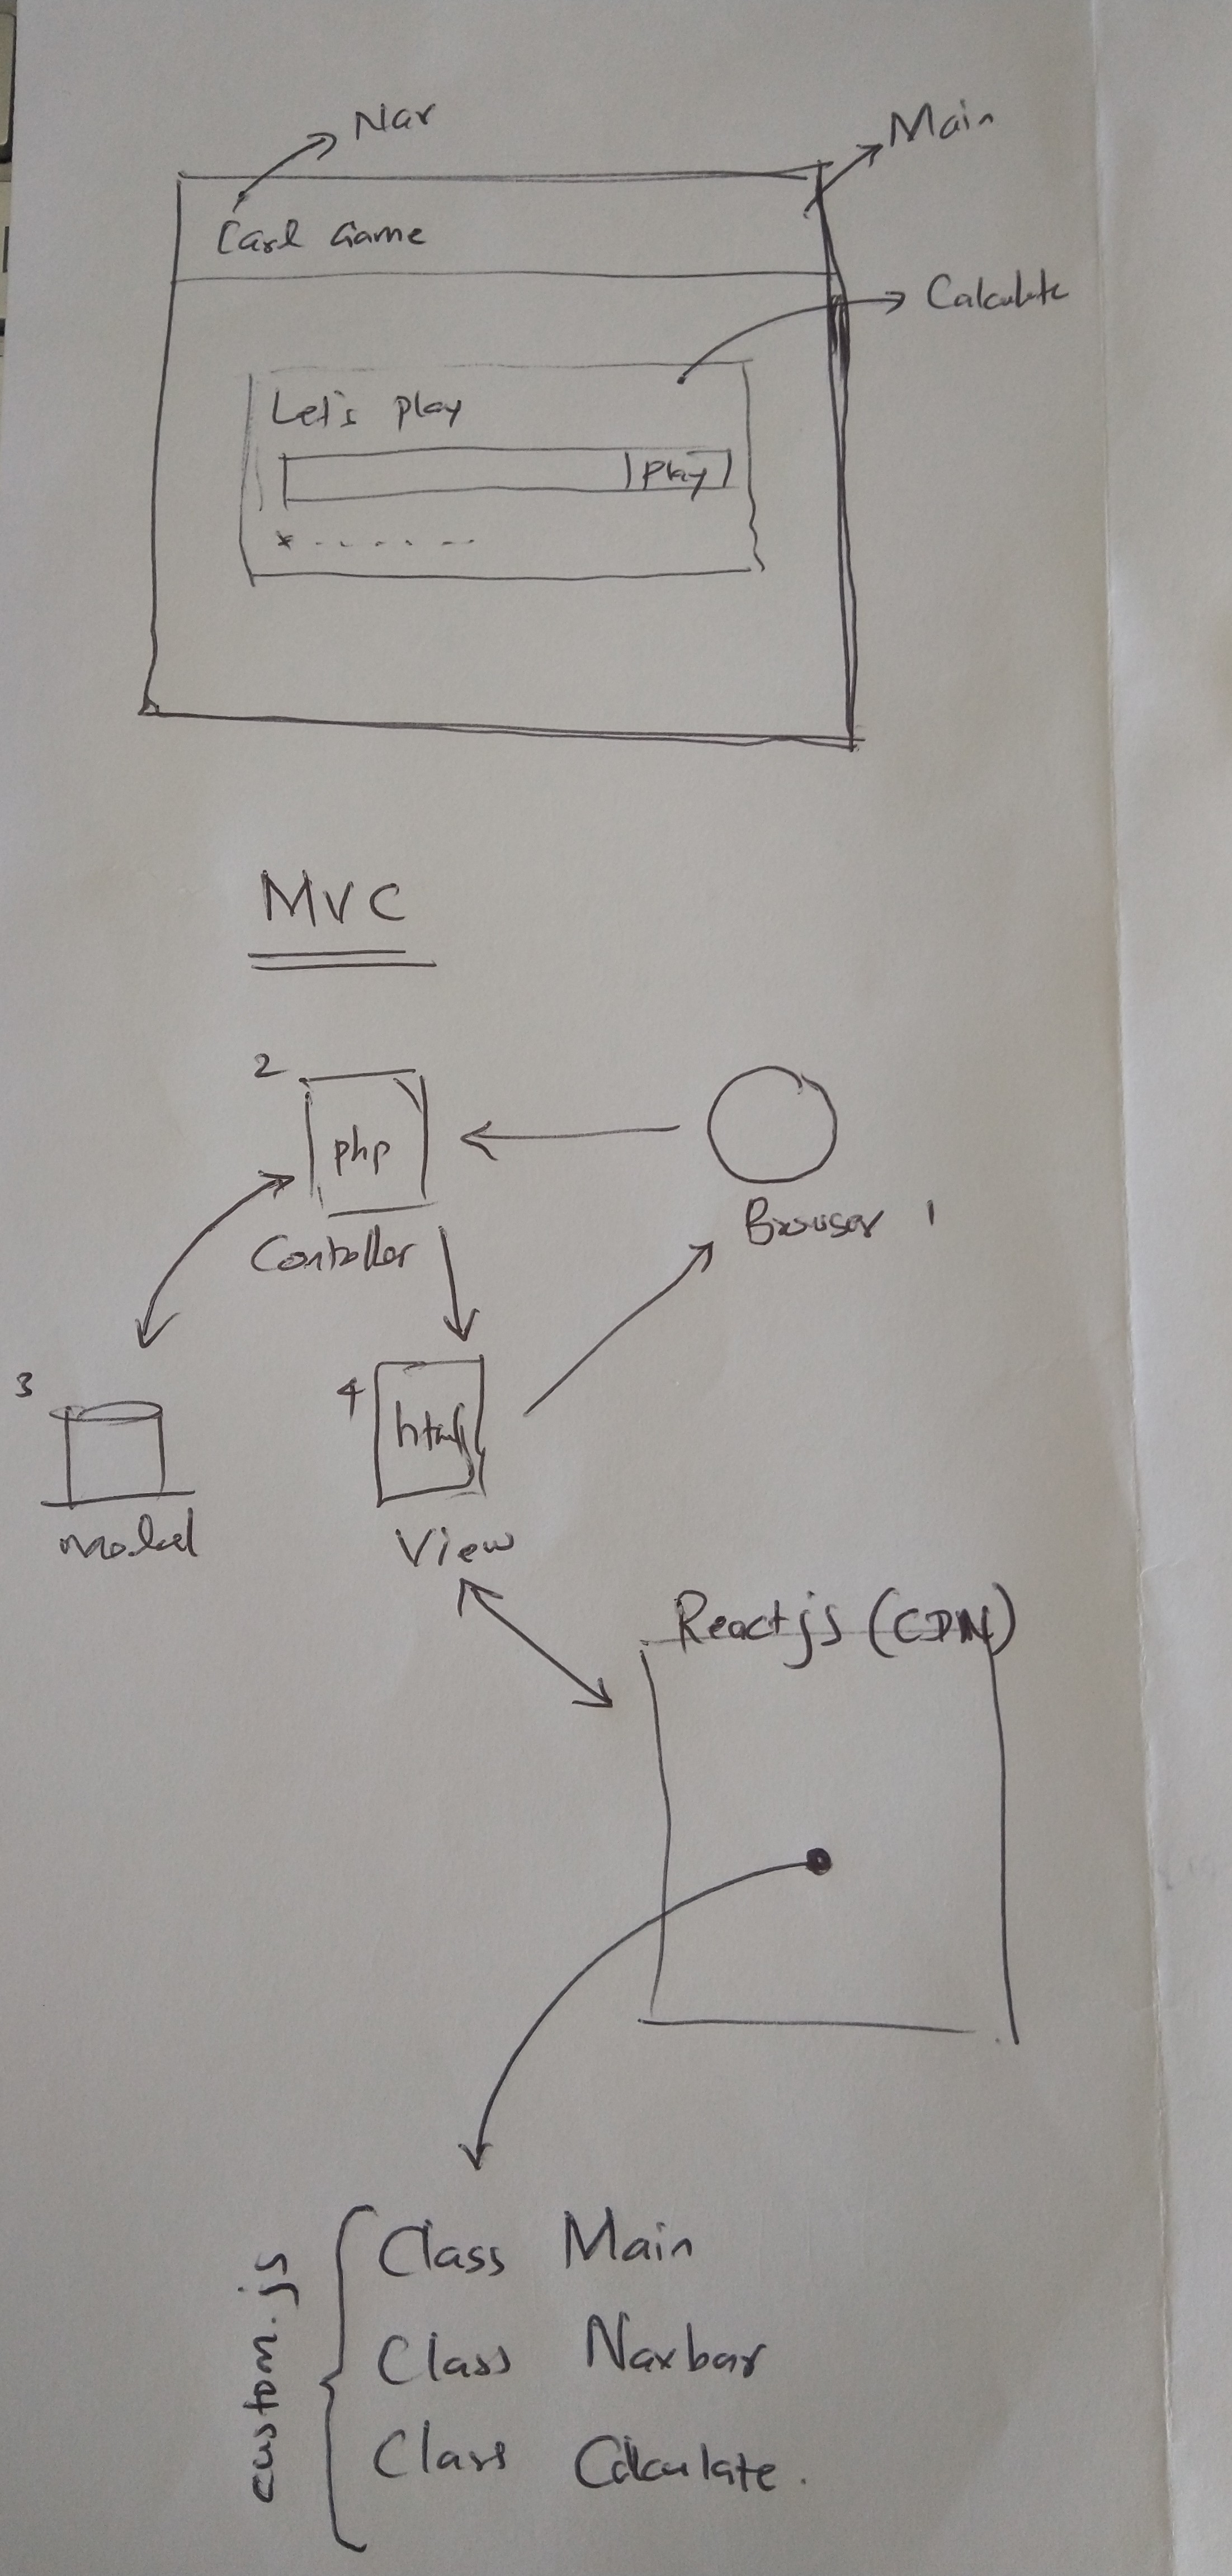 Nav
Main
Card Game
Calculate
Let's play
Play
* - - - - - -
MVC
2
php
Controller
Browser 1
3
4
html
model
View
Reactjs (CDN)
custom.js
Class Main
Class Navbar
Class Calculate.